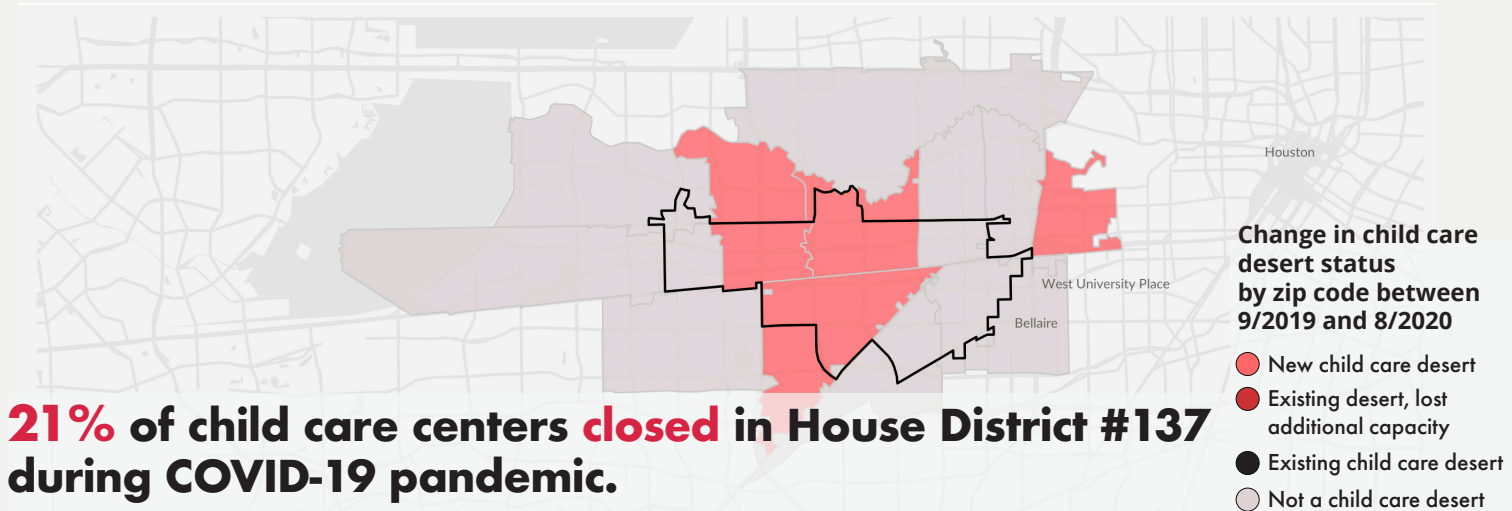 Houston
West University Place
Bellaire
Change in child care
desert status
by zip code between
9/2019 and 8/2020
New child care desert
Existing desert, lost
additional capacity
Existing child care desert
Not a child care desert
21% of child care centers closed in House District #137
during COVID-19 pandemic.